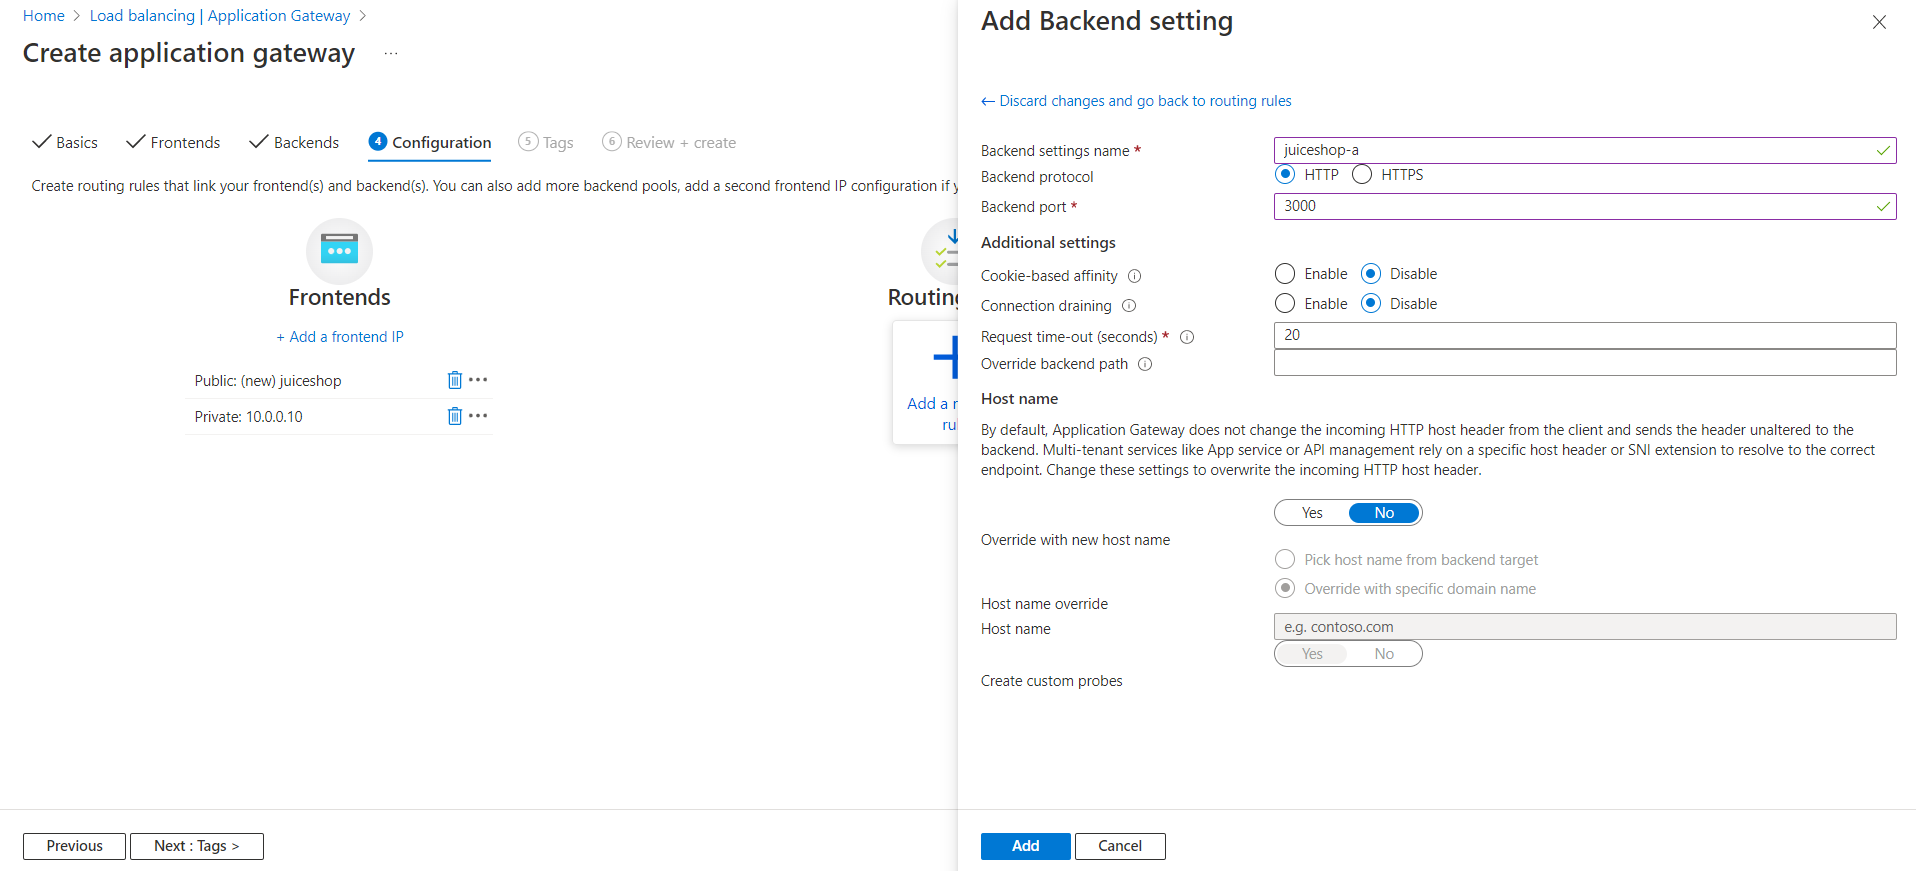 Home > Load balancing | Application Gateway >
Create application gateway ...
Basics Frontends Backends 4 Configuration 5 Tags 6 Review + create
Create routing rules that link your frontend(s) and backend(s). You can also add more backend pools, add a second frontend IP configuration if y
Frontends
+ Add a frontend IP
Public: (new) juiceshop
Private: 10.0.0.10
Routing
Add a r
ru
Previous
Next : Tags >
Add Backend setting
← Discard changes and go back to routing rules
Backend settings name * juiceshop-a
Backend protocol HTTP HTTPS
Backend port * 3000
Additional settings
Cookie-based affinity Enable Disable
Connection draining Enable Disable
Request time-out (seconds) * 20
Override backend path
Host name
By default, Application Gateway does not change the incoming HTTP host header from the client and sends the header unaltered to the
backend. Multi-tenant services like App service or API management rely on a specific host header or SNI extension to resolve to the correct
endpoint. Change these settings to overwrite the incoming HTTP host header.
Yes No
Override with new host name
Pick host name from backend target
Override with specific domain name
Host name override
Host name e.g. contoso.com
Yes No
Create custom probes
Add
Cancel